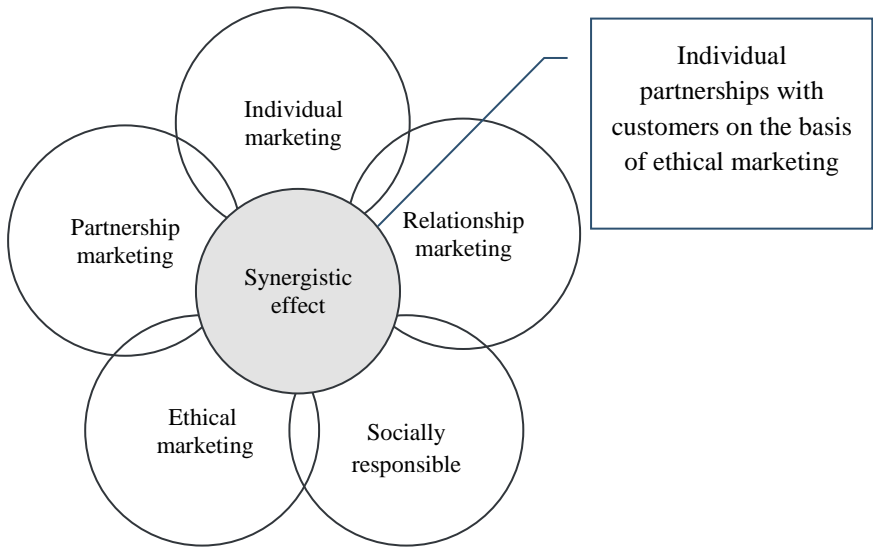 Individual
marketing
Individual
partnerships with
customers on the basis
of ethical marketing
Partnership
marketing
Relationship
marketing
Synergistic
effect
Ethical
marketing
Socially
responsible